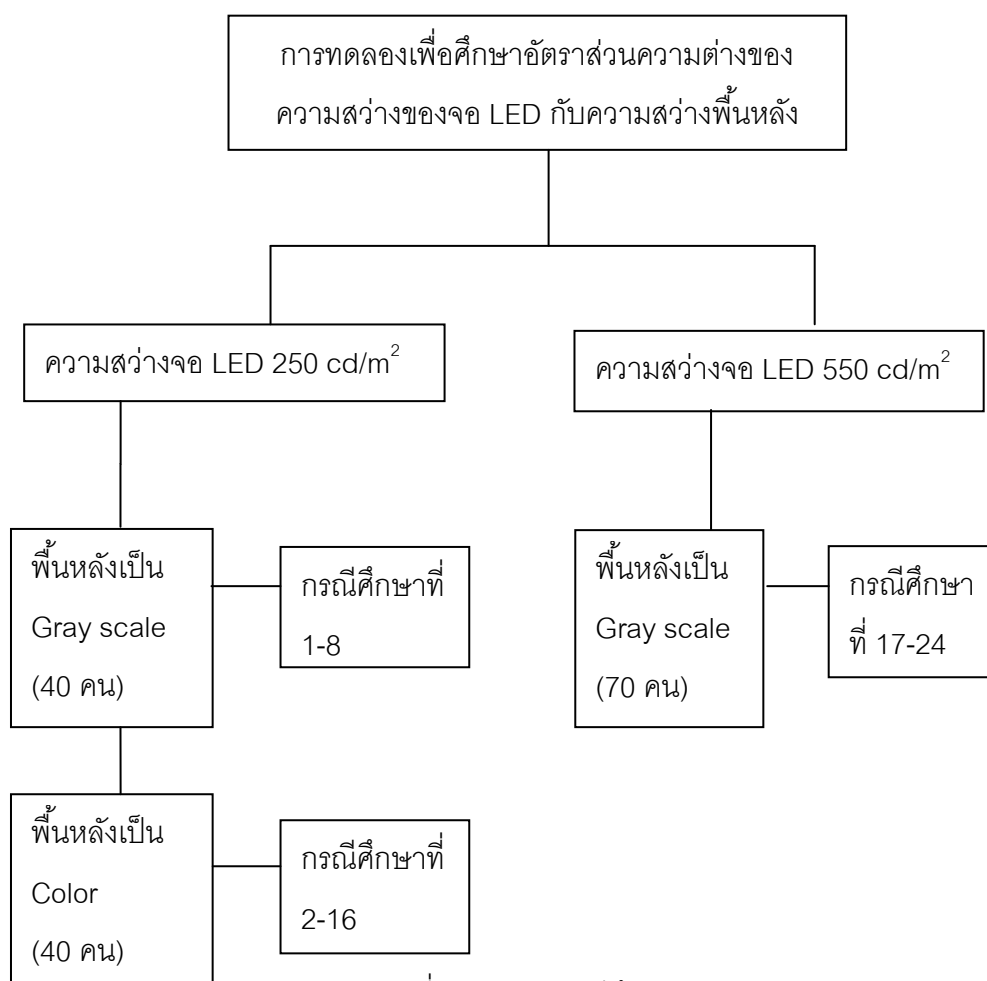 การทดลองเพื่อศึกษาอัตราส่วนความต่างของ
ความสว่างของจอ LED กับความสว่างพื้นหลัง
ความสว่างจอ LED 250 cd/m²
ความสว่างจอ LED 550 cd/m²
พื้นหลังเป็น
Gray scale
(40 คน)
กรณีศึกษาที่
1-8
พื้นหลังเป็น
Gray scale
(70 คน)
กรณีศึกษา
ที่ 17-24
พื้นหลังเป็น
Color
(40 คน)
กรณีศึกษาที่
2-16